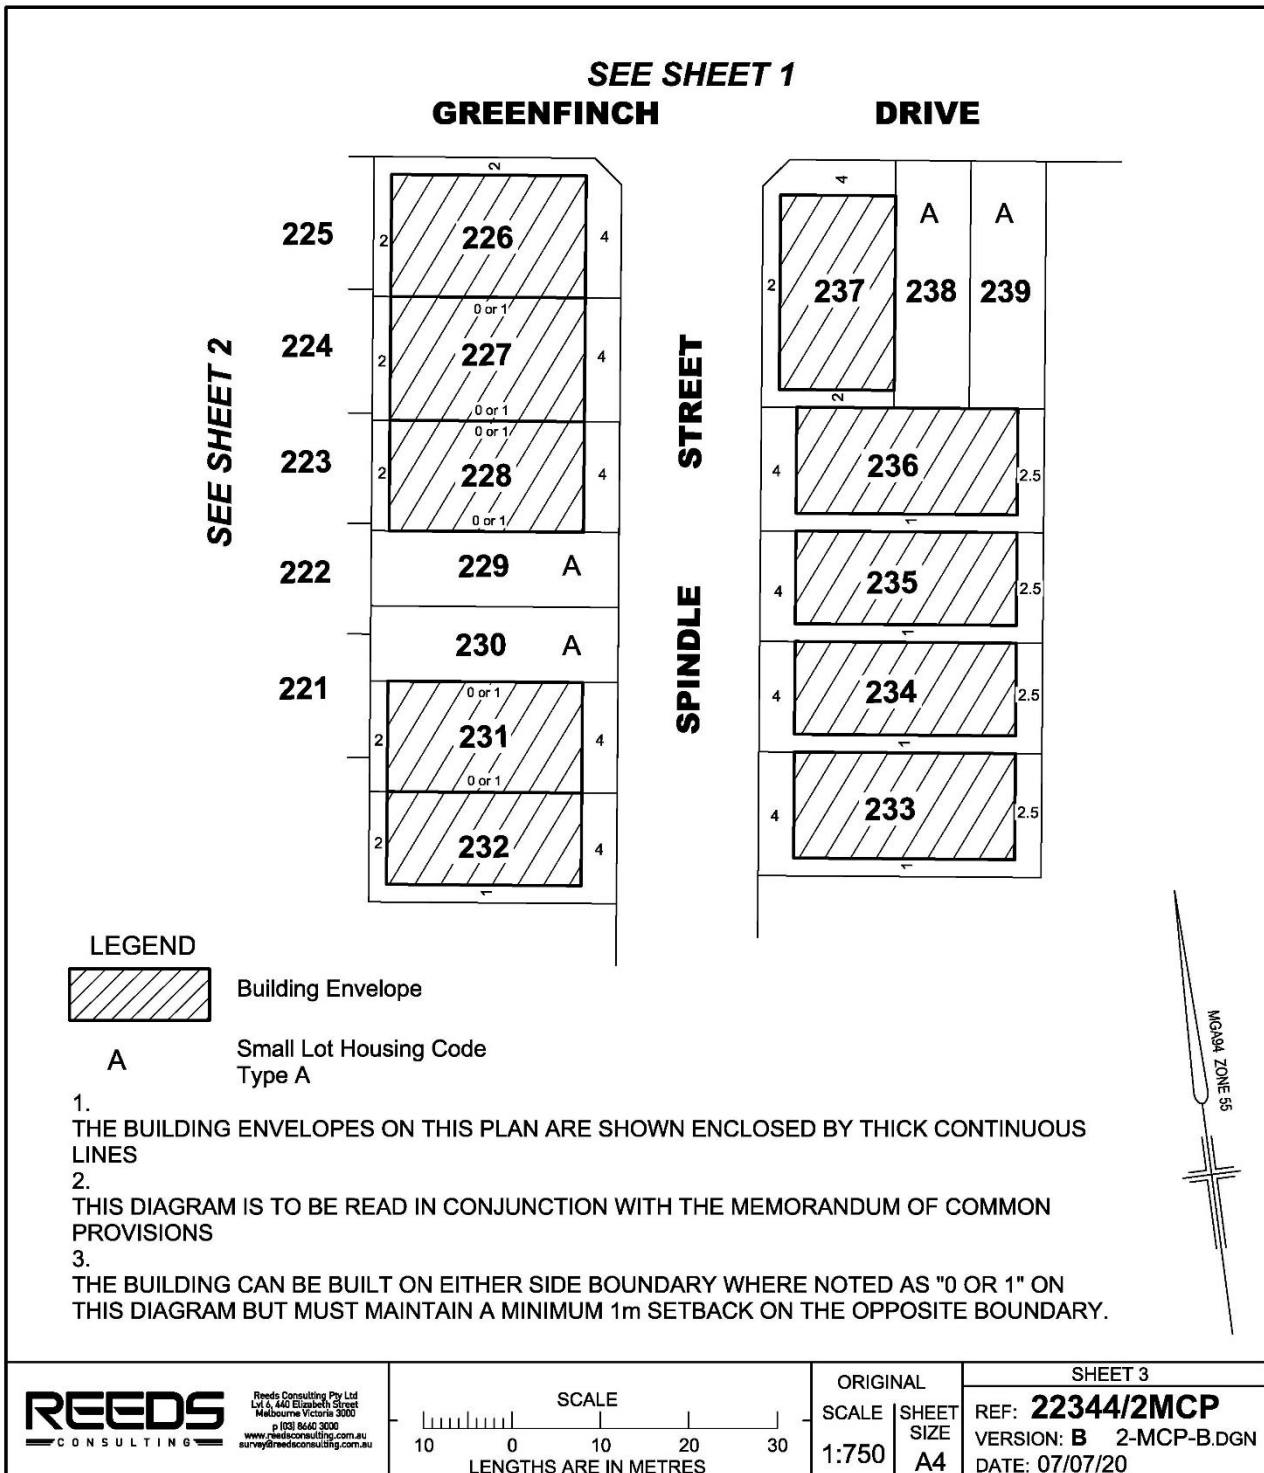 SEE SHEET 1
GREENFINCH DRIVE
SEE SHEET 2
225
224
223
222
221
2
2
226
4
0 or 1
2
227
4
0 or 1
0 or 1
2
228
4
0 or 1
229 A
230 A
0 or 1
2
231
4
0 or 1
2
232
4
1
SPINDLE STREET
4
2
237
2
A
238
A
239
4
236
2.5
1
4
235
2.5
1
4
234
2.5
1
4
233
2.5
1
LEGEND
Building Envelope
A
Small Lot Housing Code
Type A
MGA94 ZONE 55
1.
THE BUILDING ENVELOPES ON THIS PLAN ARE SHOWN ENCLOSED BY THICK CONTINUOUS
LINES
2.
THIS DIAGRAM IS TO BE READ IN CONJUNCTION WITH THE MEMORANDUM OF COMMON
PROVISIONS
3.
THE BUILDING CAN BE BUILT ON EITHER SIDE BOUNDARY WHERE NOTED AS "0 OR 1" ON
THIS DIAGRAM BUT MUST MAINTAIN A MINIMUM 1m SETBACK ON THE OPPOSITE BOUNDARY.
REEDS
CONSULTING
Reeds Consulting Pty Ltd
Lvl 6, 440 Elizabeth Street
Melbourne Victoria 3000
p (03) 8660 3000
www.reedsconsulting.com.au
survey@reedsconsulting.com.au
SCALE
10 0 10 20 30
LENGTHS ARE IN METRES
ORIGINAL
SCALE
1:750
SHEET
SIZE
A4
SHEET 3
REF: 22344/2MCP
VERSION: B 2-MCP-B.DGN
DATE: 07/07/20